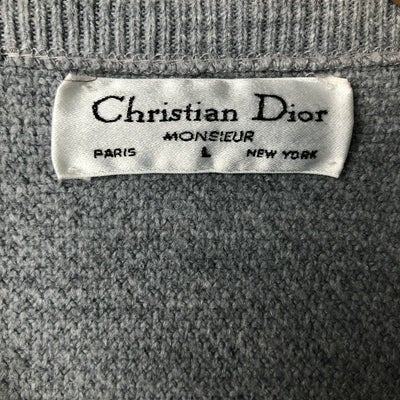 Christian Dior
MONSIEUR
PARIS L NEW YORK